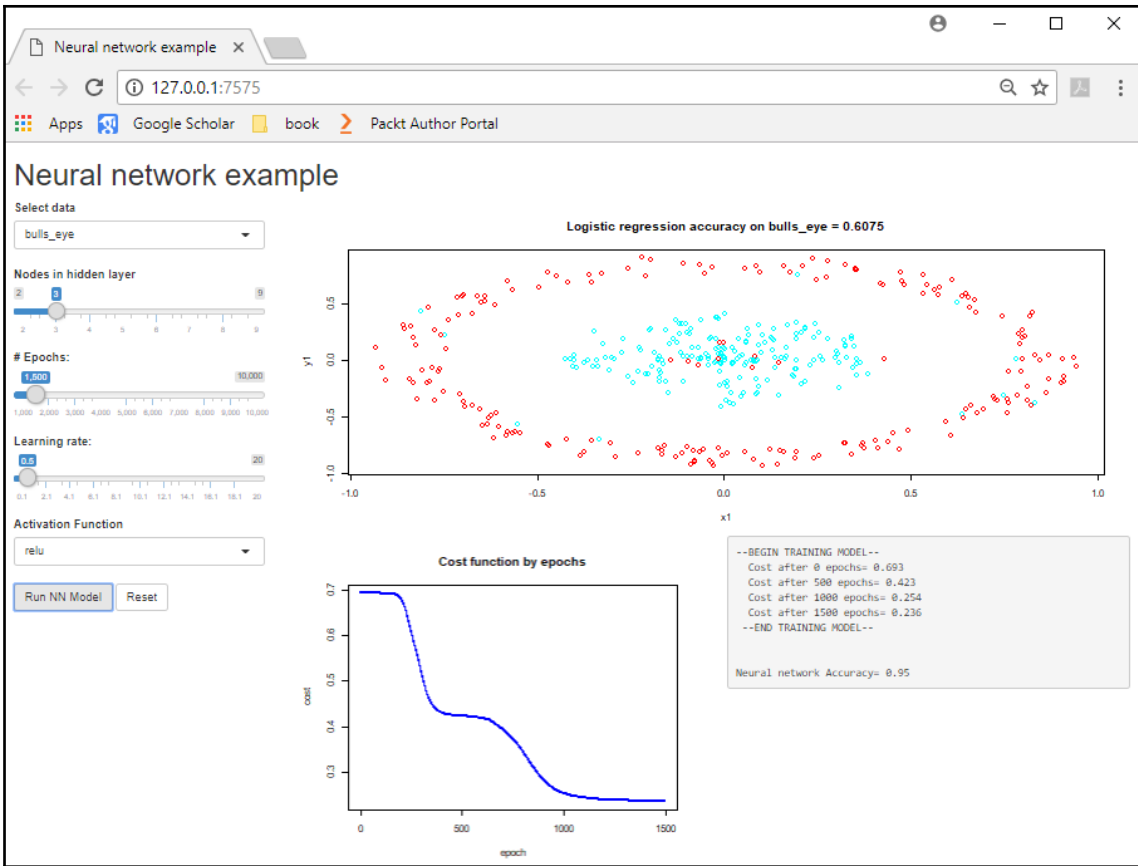 Neural network example
127.0.0.1:7575
Apps Google Scholar book Packt Author Portal
Neural network example
Select data
bulls_eye
Nodes in hidden layer
2 3 9
2 3 4 5 6 7 8 9
# Epochs:
1,500 10,000
1,000 2,000 3,000 4,000 5,000 6,000 7,000 8,000 9,000 10,000
Learning rate:
0.5 20
0.1 2.1 4.1 6.1 8.1 10.1 12.1 14.1 16.1 18.1 20
Activation Function
relu
Run NN Model Reset
Logistic regression accuracy on bulls_eye = 0.6075
y1
0.5
0.0
-0.5
-1.0
-1.0 -0.5 0.0 0.5 1.0
x1
Cost function by epochs
cost
0.7
0.6
0.5
0.4
0.3
0 500 1000 1500
epoch
--BEGIN TRAINING MODEL--
Cost after 0 epochs= 0.693
Cost after 500 epochs= 0.423
Cost after 1000 epochs= 0.254
Cost after 1500 epochs= 0.236
--END TRAINING MODEL--
Neural network Accuracy= 0.95